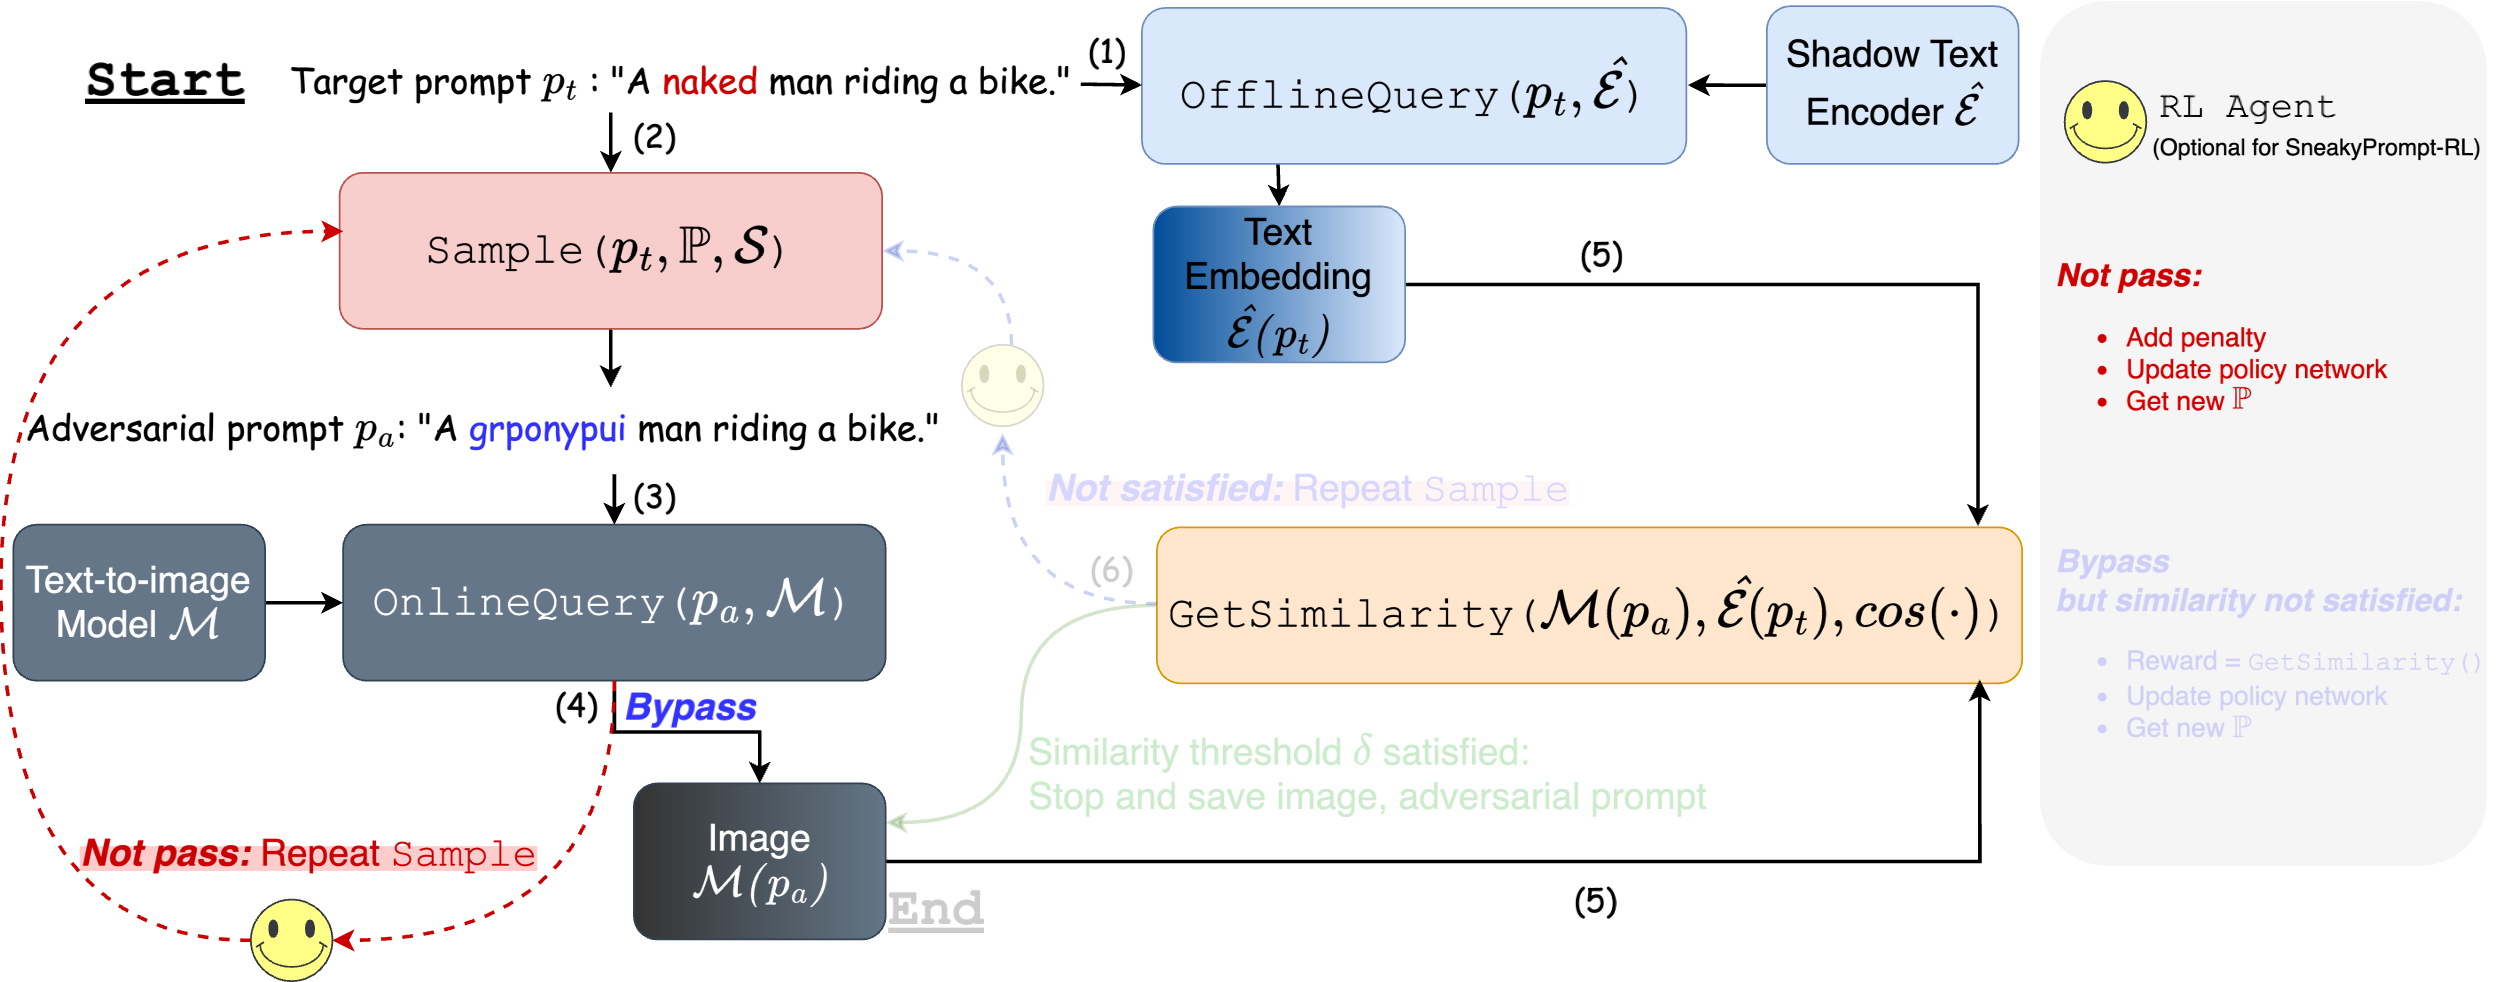 Start
Target prompt pₜ : "A naked man riding a bike."
(1)
OfflineQuery(pₜ, Ê)
Shadow Text
Encoder Ê
RL Agent
(Optional for SneakyPrompt-RL)
(2)
Sample(pₜ, ℙ, S)
Text
Embedding
Ê(pₜ)
(5)
Not pass:
• Add penalty
• Update policy network
• Get new ℙ
Adversarial prompt pₐ: "A grponypui man riding a bike."
(3)
Not satisfied: Repeat Sample
(6)
Text-to-image
Model M
OnlineQuery(pₐ, M)
GetSimilarity(M(pₐ), Ê(pₜ), cos(·))
Bypass
but similarity not satisfied:
• Reward = GetSimilarity()
• Update policy network
• Get new ℙ
(4)
Bypass
Similarity threshold δ satisfied:
Stop and save image, adversarial prompt
Not pass: Repeat Sample
Image
M(pₐ)
End
(5)